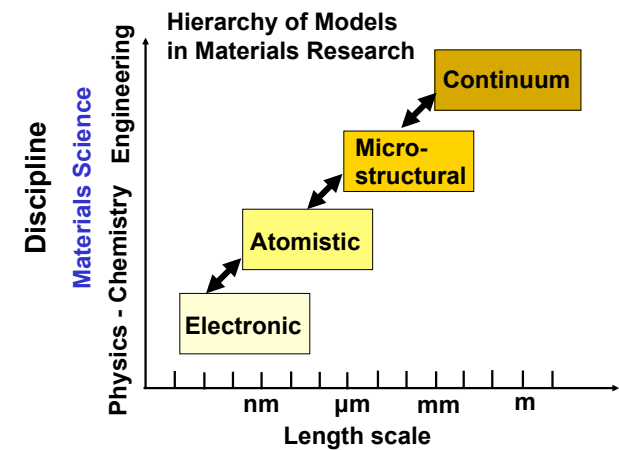 Hierarchy of Models
in Materials Research
Discipline
Materials Science
Physics - Chemistry Engineering
Continuum
Micro-
structural
Atomistic
Electronic
nm µm mm m
Length scale